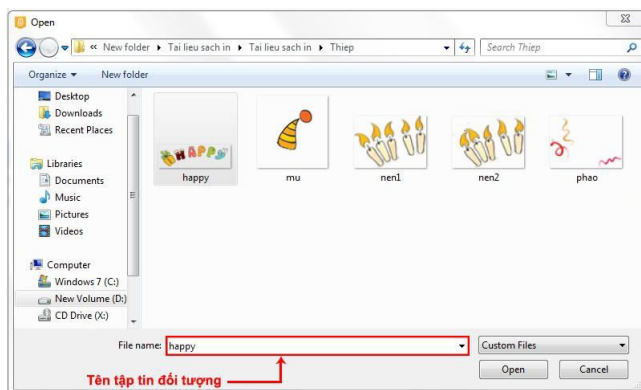 Open
« New folder ▸ Tai lieu sach in ▸ Tai lieu sach in ▸ Thiep
Search Thiep
Organize ▾ New folder
Desktop
Downloads
Recent Places
Libraries
Documents
Music
Pictures
Videos
Computer
Windows 7 (C:)
New Volume (D:)
CD Drive (X:)
HAPPY
happy
mu
nen1
nen2
phao
File name: happy
Custom Files
Open Cancel
Tên tập tin đối tượng